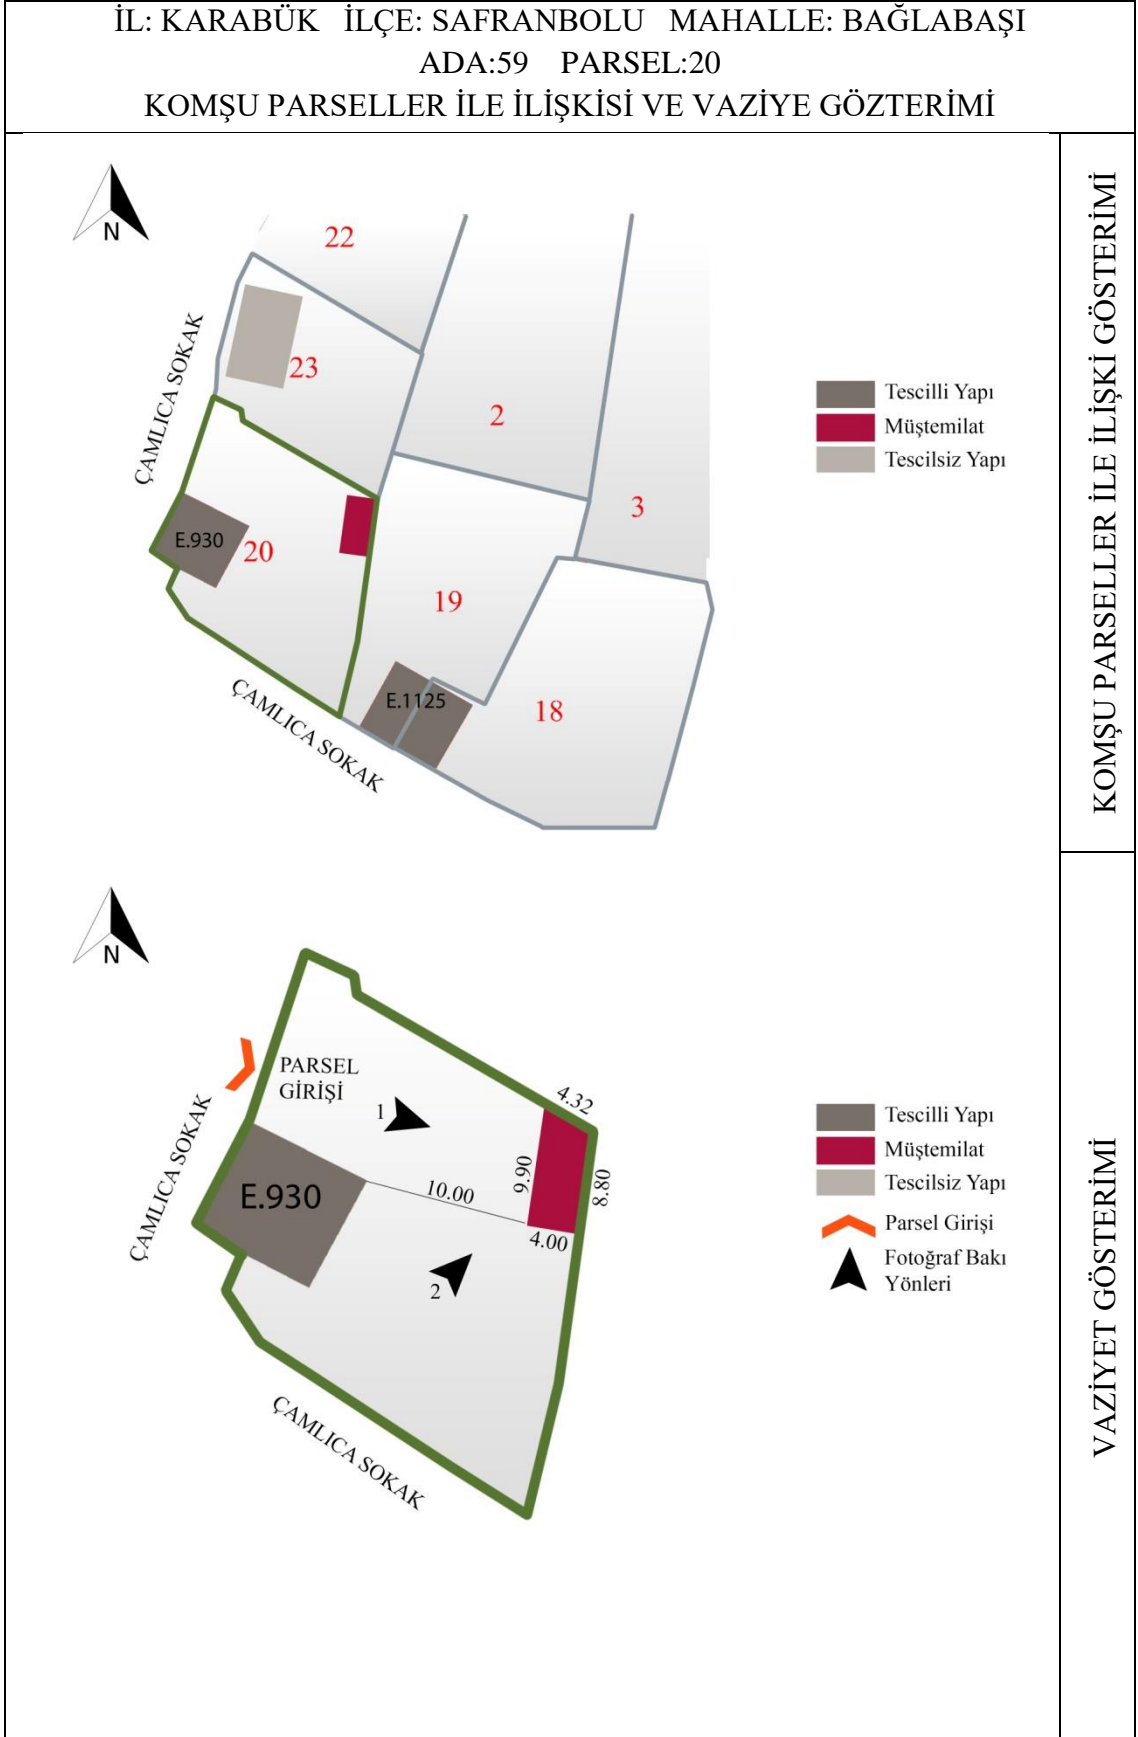 İL: KARABÜK İLÇE: SAFRANBOLU MAHALLE: BAĞLABAŞI
ADA:59 PARSEL:20
KOMŞU PARSELLER İLE İLİŞKİSİ VE VAZİYE GÖZTERİMİ
KOMŞU PARSELLER İLE İLİŞKİ GÖSTERİMİ
N
22
23
ÇAMLICA SOKAK
2
3
E.930
20
19
18
E.1125
ÇAMLICA SOKAK
Tescilli Yapı
Müştemilat
Tescilsiz Yapı
VAZİYET GÖSTERİMİ
N
PARSEL
GİRİŞİ
1
4.32
ÇAMLICA SOKAK
9.90
8.80
E.930
10.00
4.00
2
ÇAMLICA SOKAK
Tescilli Yapı
Müştemilat
Tescilsiz Yapı
Parsel Girişi
Fotoğraf Bakı
Yönleri